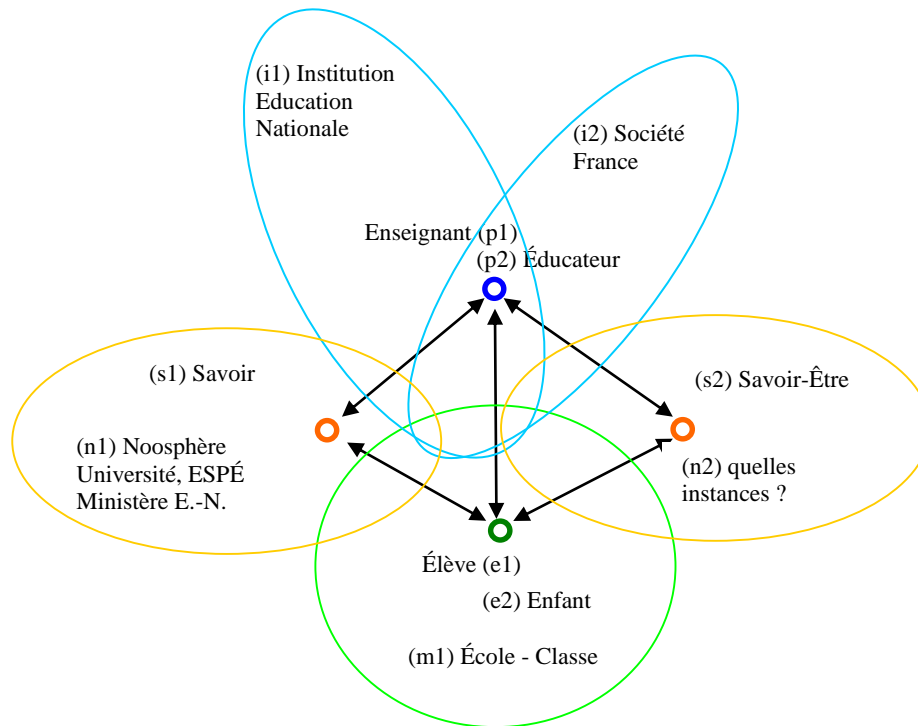 (i1) Institution
Education
Nationale
(i2) Société
France
Enseignant (p1)
(p2) Éducateur
(s1) Savoir
(s2) Savoir-Être
(n1) Noosphère
Université, ESPÉ
Ministère E.-N.
(n2) quelles
instances ?
Élève (e1)
(e2) Enfant
(m1) École - Classe